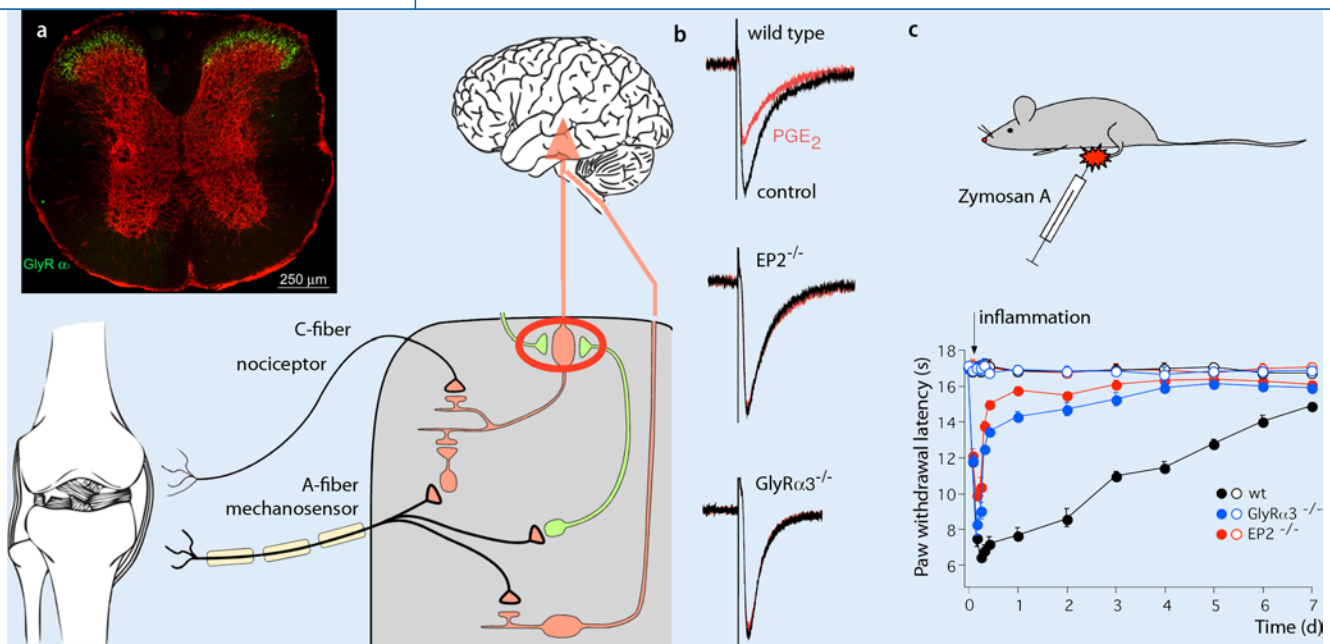 a
GlyR α
250 µm
C-fiber
nociceptor
A-fiber
mechanosensor
b
wild type
PGE2
control
EP2 -/-
GlyRα3 -/-
c
Zymosan A
inflammation
Paw withdrawal latency (s)
18
16
14
12
10
8
6
0 1 2 3 4 5 6 7
Time (d)
wt
GlyRα3 -/-
EP2 -/-